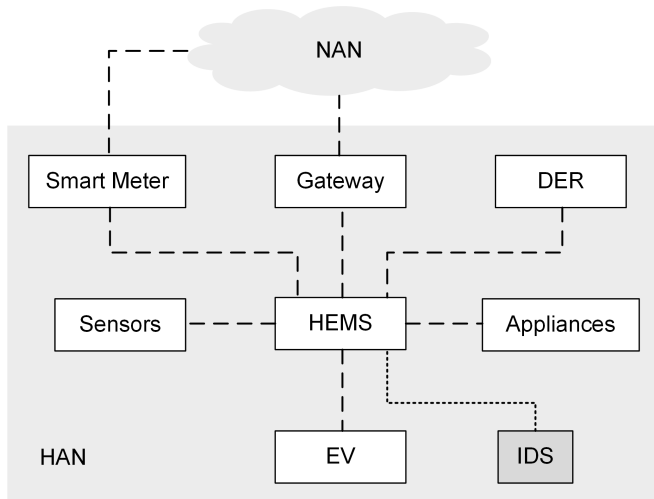 NAN
Smart Meter
Gateway
DER
Sensors
HEMS
Appliances
HAN
EV
IDS